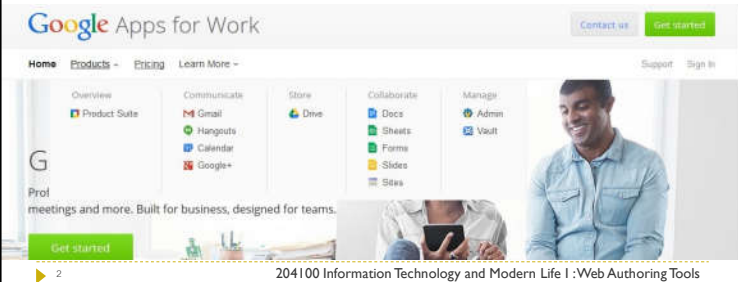 Google Apps for Work
Contact us
Get started
Home
Products
Pricing
Learn More
Support
Sign In
Overview
Product Suite
Communicate
Gmail
Hangouts
Calendar
Google+
Store
Drive
Collaborate
Docs
Sheets
Forms
Slides
Sites
Manage
Admin
Vault
G
Prof
meetings and more. Built for business, designed for teams.
Get started
2
204100 Information Technology and Modern Life I : Web Authoring Tools